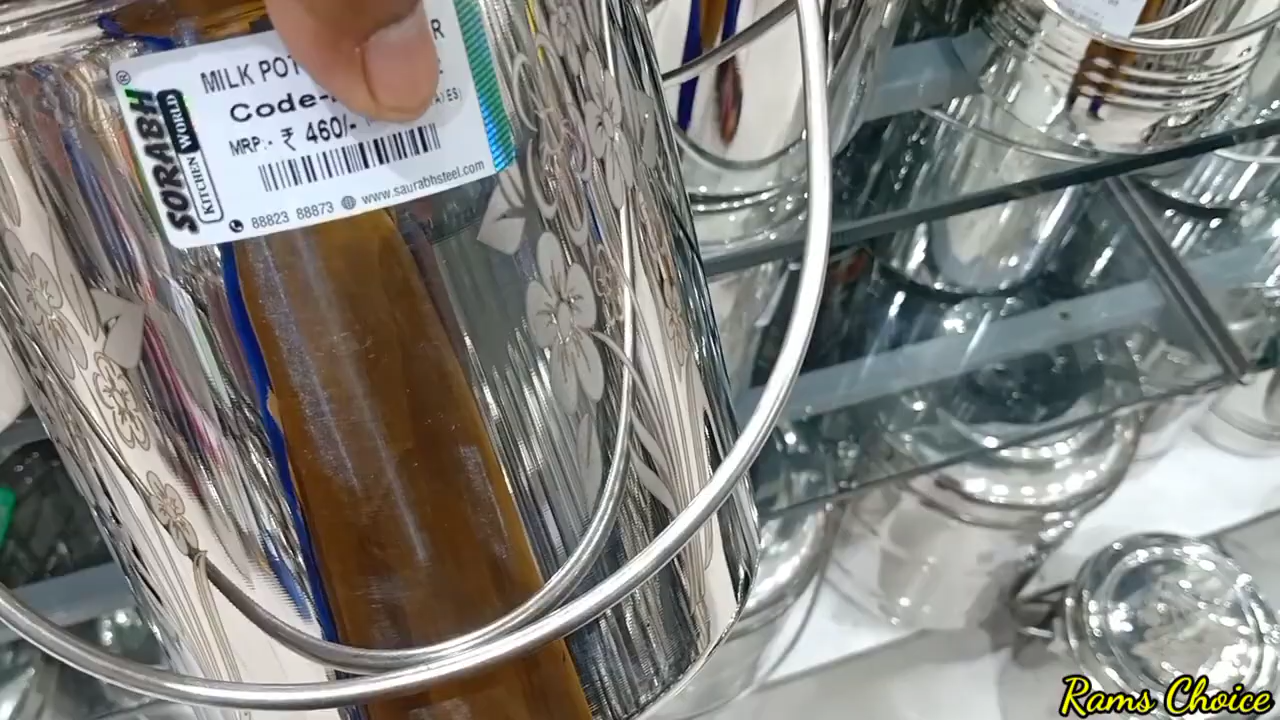 SORABH®
KITCHEN WORLD
MILK POT
Code-
MRP.- ₹ 460/-
88823 88873 www.saurabhsteel.com
Rams Choice